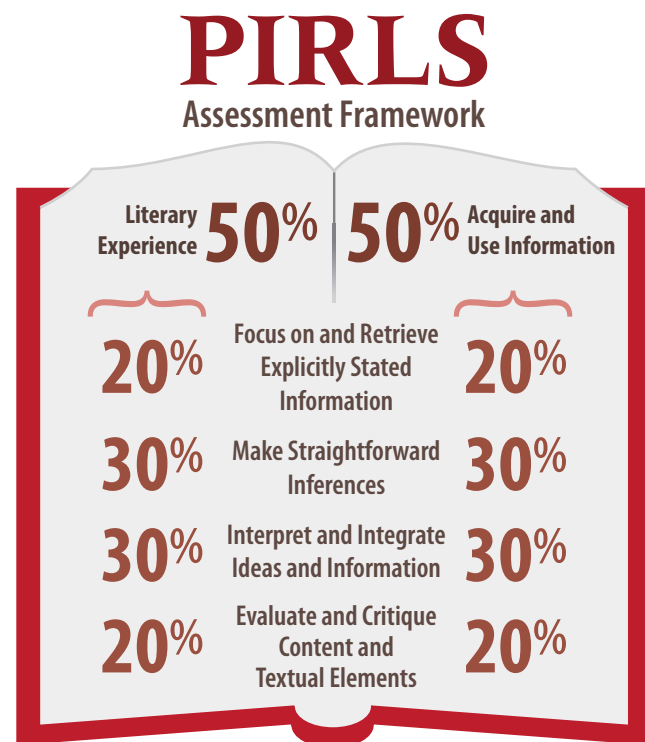 PIRLS
Assessment Framework
Literary
Experience
50%
50%
Acquire and
Use Information
20%
Focus on and Retrieve
Explicitly Stated
Information
20%
30%
Make Straightforward
Inferences
30%
30%
Interpret and Integrate
Ideas and Information
30%
20%
Evaluate and Critique
Content and
Textual Elements
20%